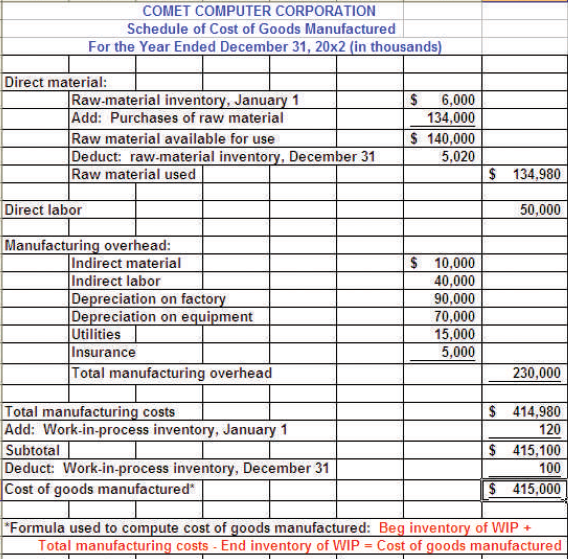 COMET COMPUTER CORPORATION
Schedule of Cost of Goods Manufactured
For the Year Ended December 31, 20x2 (in thousands)
Direct material:
Raw-material inventory, January 1 $ 6,000
Add: Purchases of raw material 134,000
Raw material available for use $ 140,000
Deduct: raw-material inventory, December 31 5,020
Raw material used $ 134,980
Direct labor 50,000
Manufacturing overhead:
Indirect material $ 10,000
Indirect labor 40,000
Depreciation on factory 90,000
Depreciation on equipment 70,000
Utilities 15,000
Insurance 5,000
Total manufacturing overhead 230,000
Total manufacturing costs $ 414,980
Add: Work-in-process inventory, January 1 120
Subtotal $ 415,100
Deduct: Work-in-process inventory, December 31 100
Cost of goods manufactured* $ 415,000
*Formula used to compute cost of goods manufactured: Beg inventory of WIP +
Total manufacturing costs - End inventory of WIP = Cost of goods manufactured